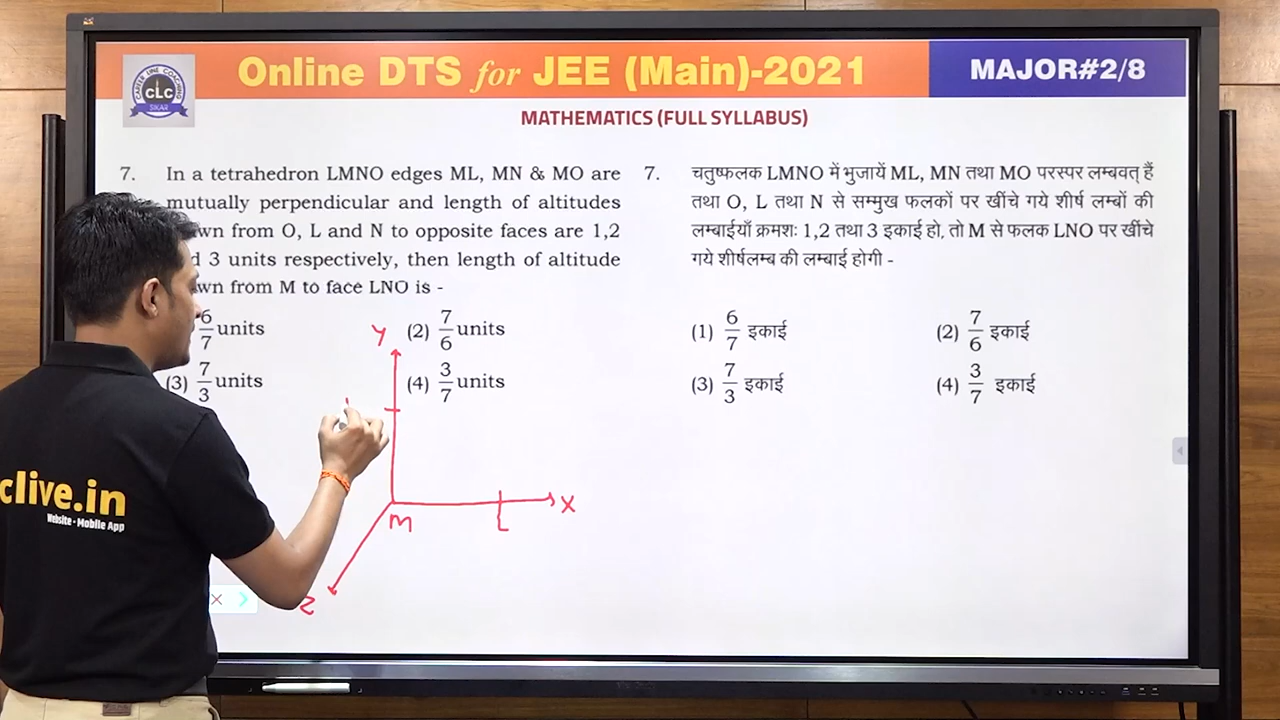 Online DTS for JEE (Main)-2021
MAJOR#2/8
CAREER LINE COACHING
CLC
SIKAR
MATHEMATICS (FULL SYLLABUS)
7. In a tetrahedron LMNO edges ML, MN & MO are
mutually perpendicular and length of altitudes
wn from O, L and N to opposite faces are 1,2
d 3 units respectively, then length of altitude
wn from M to face LNO is -
6/7 units
(2) 7/6 units
(3) 7/3 units
(4) 3/7 units
7. चतुष्फलक LMNO में भुजायें ML, MN तथा MO परस्पर लम्बवत् हैं
तथा O, L तथा N से सम्मुख फलकों पर खींचे गये शीर्ष लम्बों की
लम्बाईयाँ क्रमशः 1,2 तथा 3 इकाई हो, तो M से फलक LNO पर खींचे
गये शीर्षलम्ब की लम्बाई होगी -
(1) 6/7 इकाई
(2) 7/6 इकाई
(3) 7/3 इकाई
(4) 3/7 इकाई
Y
X
M
L
Z
clive.in
Website • Mobile App